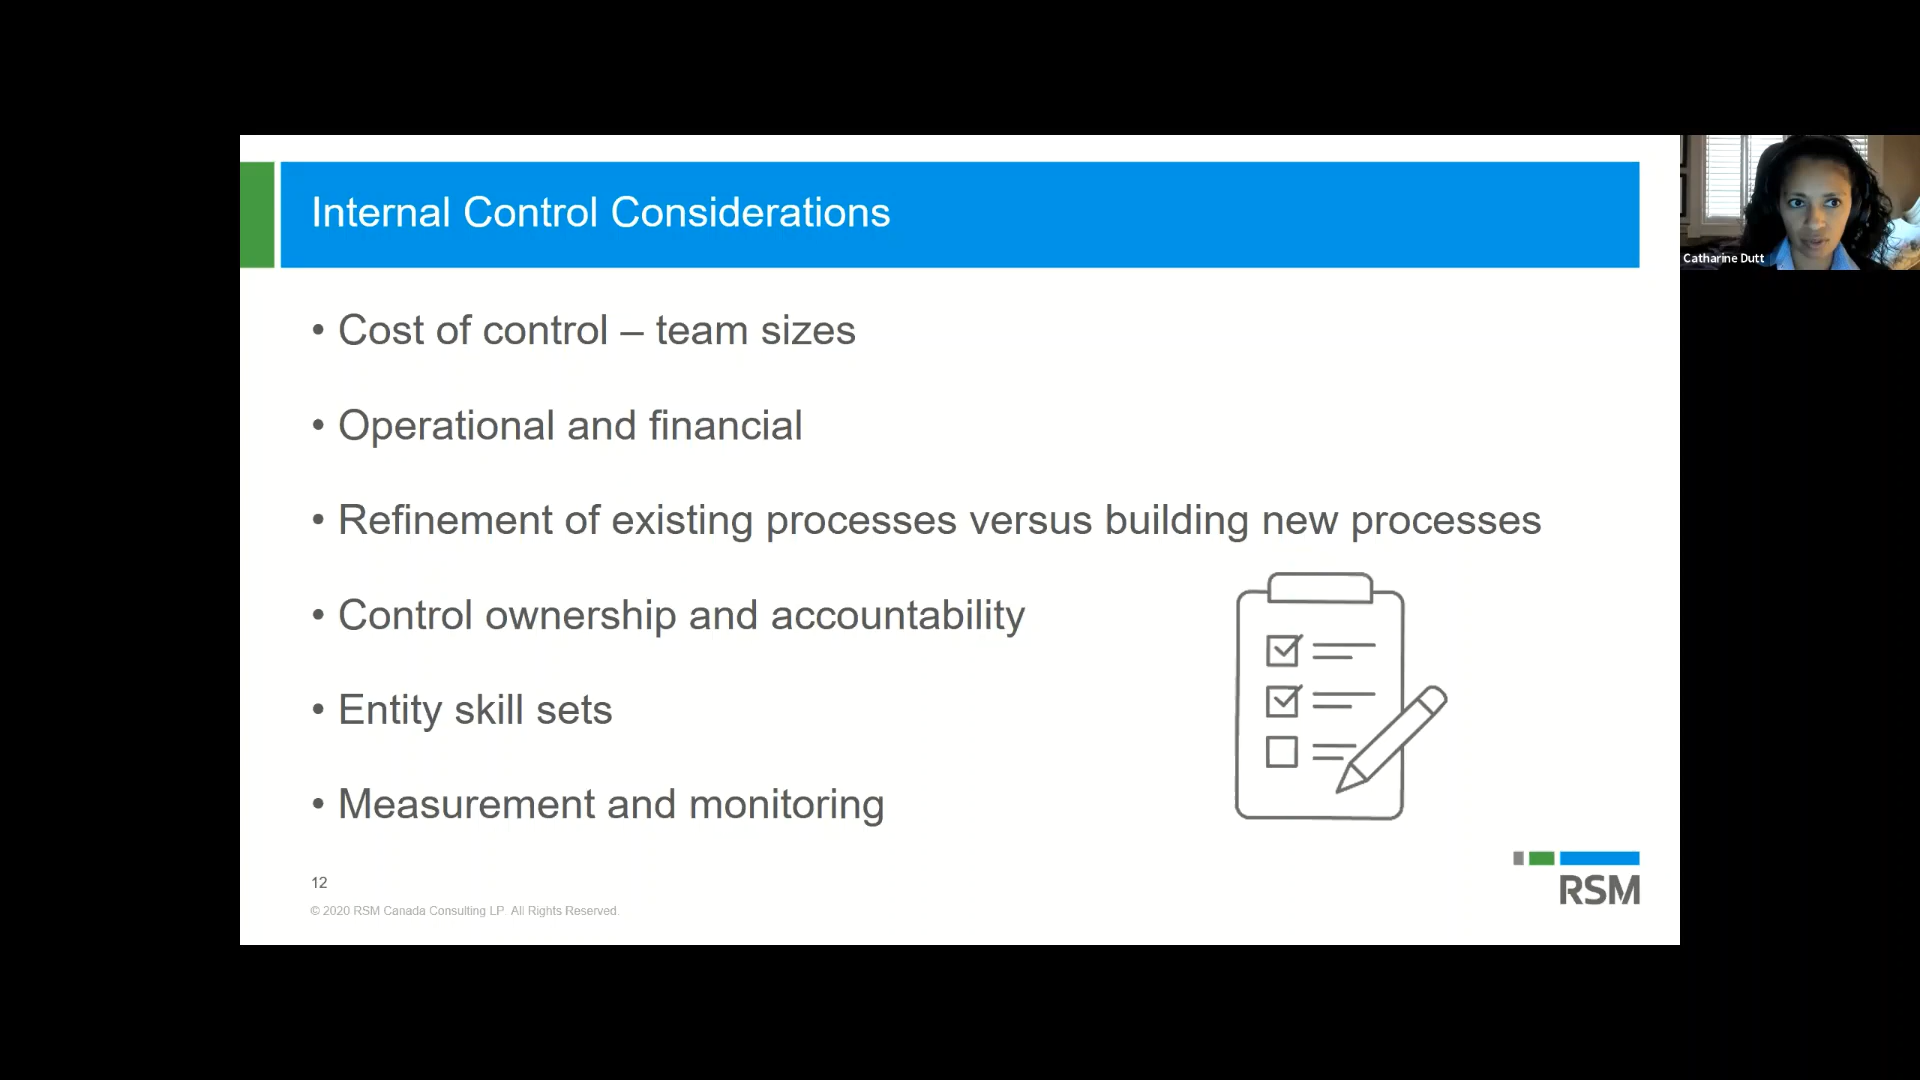 Internal Control Considerations
• Cost of control – team sizes
• Operational and financial
• Refinement of existing processes versus building new processes
• Control ownership and accountability
• Entity skill sets
• Measurement and monitoring
12
© 2020 RSM Canada Consulting LP. All Rights Reserved.
RSM
Catharine Dutt